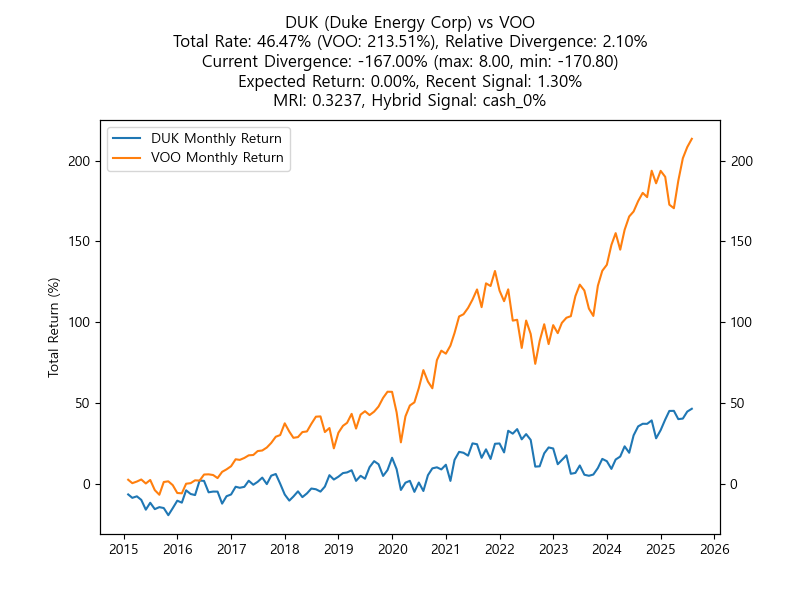 DUK (Duke Energy Corp) vs VOO
Total Rate: 46.47% (VOO: 213.51%), Relative Divergence: 2.10%
Current Divergence: -167.00% (max: 8.00, min: -170.80)
Expected Return: 0.00%, Recent Signal: 1.30%
MRI: 0.3237, Hybrid Signal: cash_0%
DUK Monthly Return
VOO Monthly Return
Total Return (%)
200
150
100
50
0
200
150
100
50
0
2015 2016 2017 2018 2019 2020 2021 2022 2023 2024 2025 2026